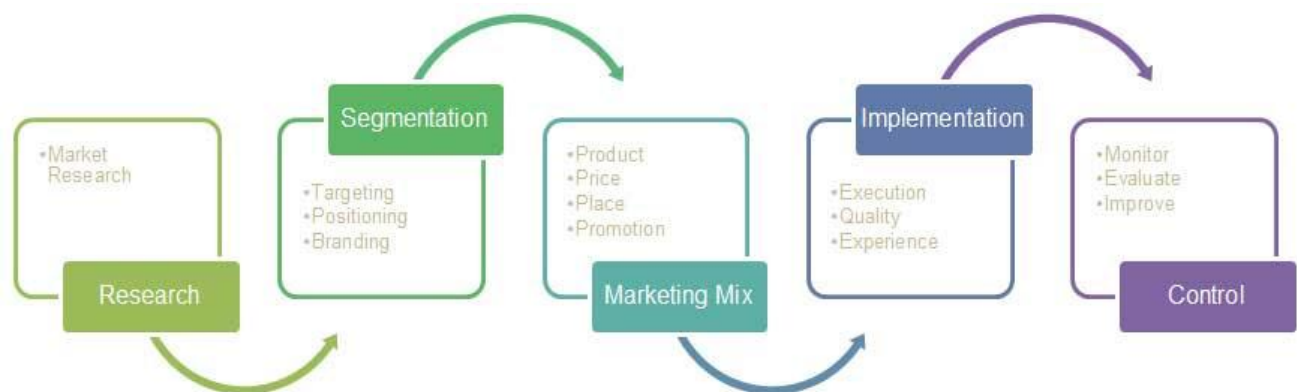 •Market
Research
Research
Segmentation
•Targeting
•Positioning
•Branding
•Product
•Price
•Place
•Promotion
Marketing Mix
Implementation
•Execution
•Quality
•Experience
•Monitor
•Evaluate
•Improve
Control